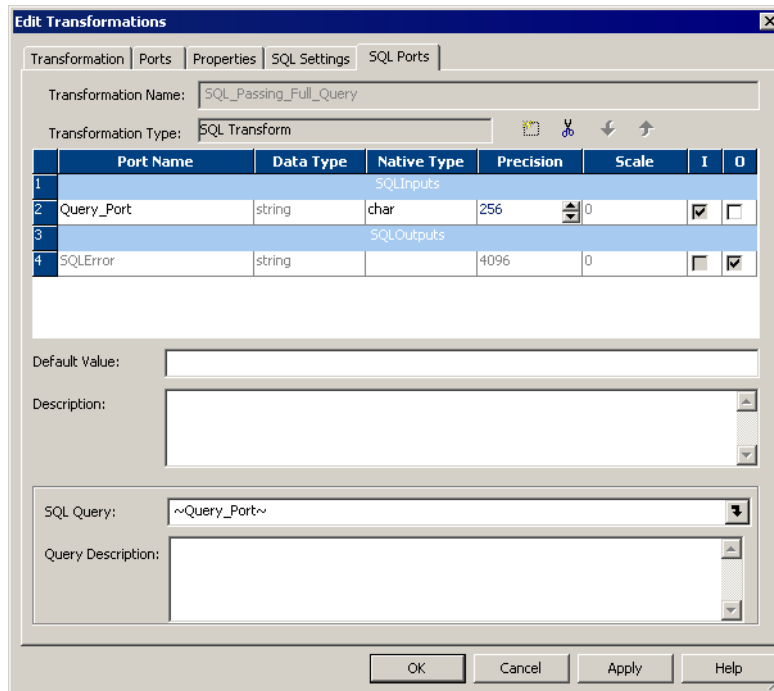 Edit Transformations
Transformation Ports Properties SQL Settings SQL Ports
Transformation Name: SQL_Passing_Full_Query
Transformation Type: SQL Transform
Port Name Data Type Native Type Precision Scale I O
1 SQLInputs
2 Query_Port string char 256 0
3 SQLOutputs
4 SQLError string 4096 0
Default Value:
Description:
SQL Query: ~Query_Port~
Query Description:
OK Cancel Apply Help